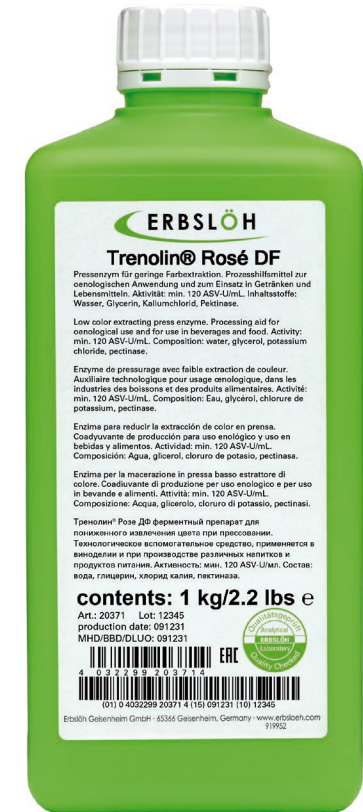 ERBSLÖH
Trenolin® Rosé DF
Pressenzym für geringe Farbextraktion. Prozesshilfsmittel zur
oenologischen Anwendung und zum Einsatz in Getränken und
Lebensmitteln. Aktivität: min. 120 ASV-U/mL. Inhaltsstoffe:
Wasser, Glycerin, Kaliumchlorid, Pektinase.
Low color extracting press enzyme. Processing aid for
oenological use and for use in beverages and food. Activity:
min. 120 ASV-U/mL. Composition: water, glycerol, potassium
chloride, pectinase.
Enzyme de pressurage avec faible extraction de couleur.
Auxiliaire technologique pour usage œnologique, dans les
industries des boissons et des produits alimentaires. Activité:
min. 120 ASV-U/mL. Composition: Eau, glycérol, chlorure de
potassium, pectinase.
Enzima para reducir la extracción de color en prensa.
Coadyuvante de producción para uso enológico y uso en
bebidas y alimentos. Actividad: min. 120 ASV-U/mL.
Composición: Agua, glicerol, cloruro de potasio, pectinasa.
Enzima per la macerazione in pressa basso estrattore di
colore. Coadiuvante di produzione per uso enologico e per uso
in bevande e alimenti. Attività: min. 120 ASV-U/mL.
Composizione: Acqua, glicerolo, cloruro di potassio, pectinasi.
Тренолин® Розе ДФ ферментный препарат для
пониженного извлечения цвета при прессовании.
Технологическое вспомогательное средство, применяется в
виноделии и при производстве различных напитков и
продуктов питания. Активность: мин. 120 ASV-U/мл. Состав:
вода, глицерин, хлорид калия, пектиназа.
contents: 1 kg/2.2 lbs e
Art.: 20371 Lot: 12345
production date: 091231
MHD/BBD/DLUO: 091231
Qualitätsgeprüft
Analytical
ERBSLÖH
Laboratory
Quality Checked
EAC
4 032299 203714
(01) 0 4032299 20371 4 (15) 091231 (10) 12345
Erbslöh Geisenheim GmbH · 65366 Geisenheim, Germany · www.erbsloeh.com
919952